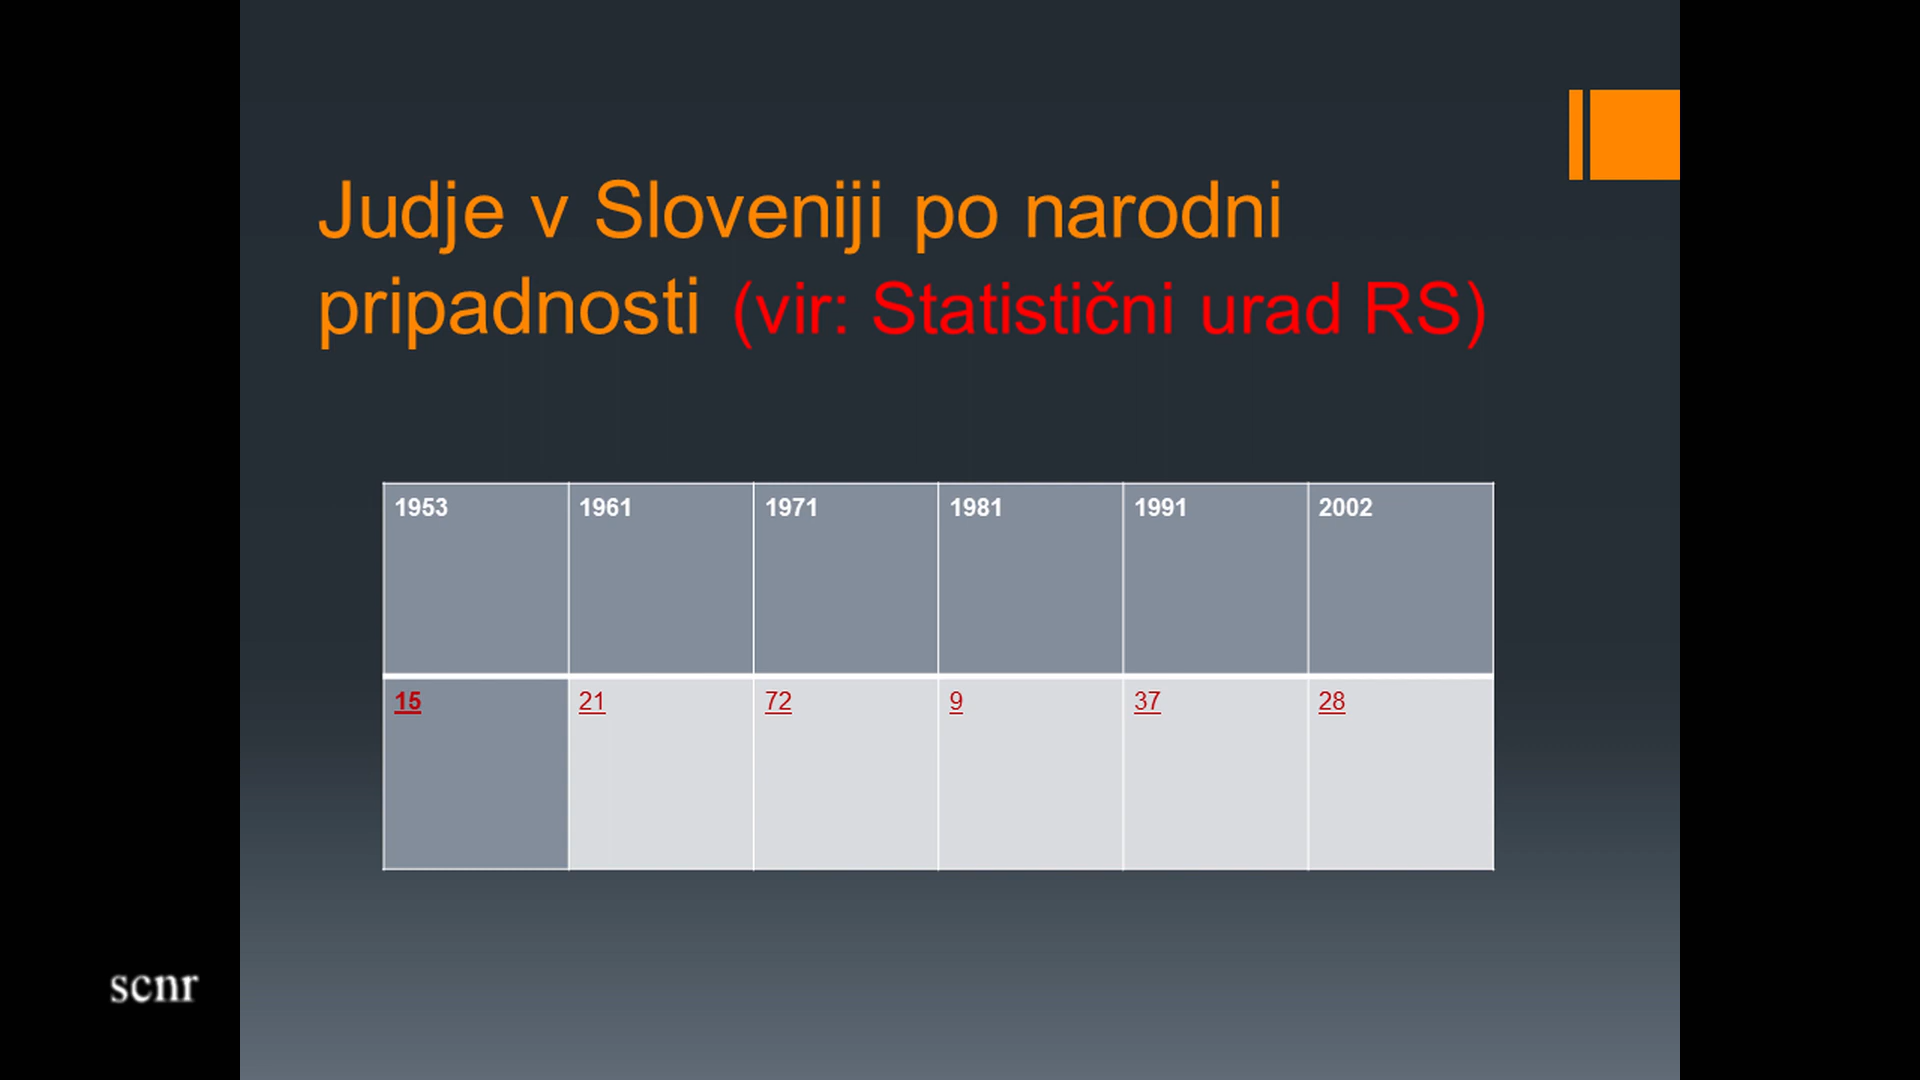 Judje v Sloveniji po narodni
pripadnosti (vir: Statistični urad RS)
1953 1961 1971 1981 1991 2002
15 21 72 9 37 28
scnr